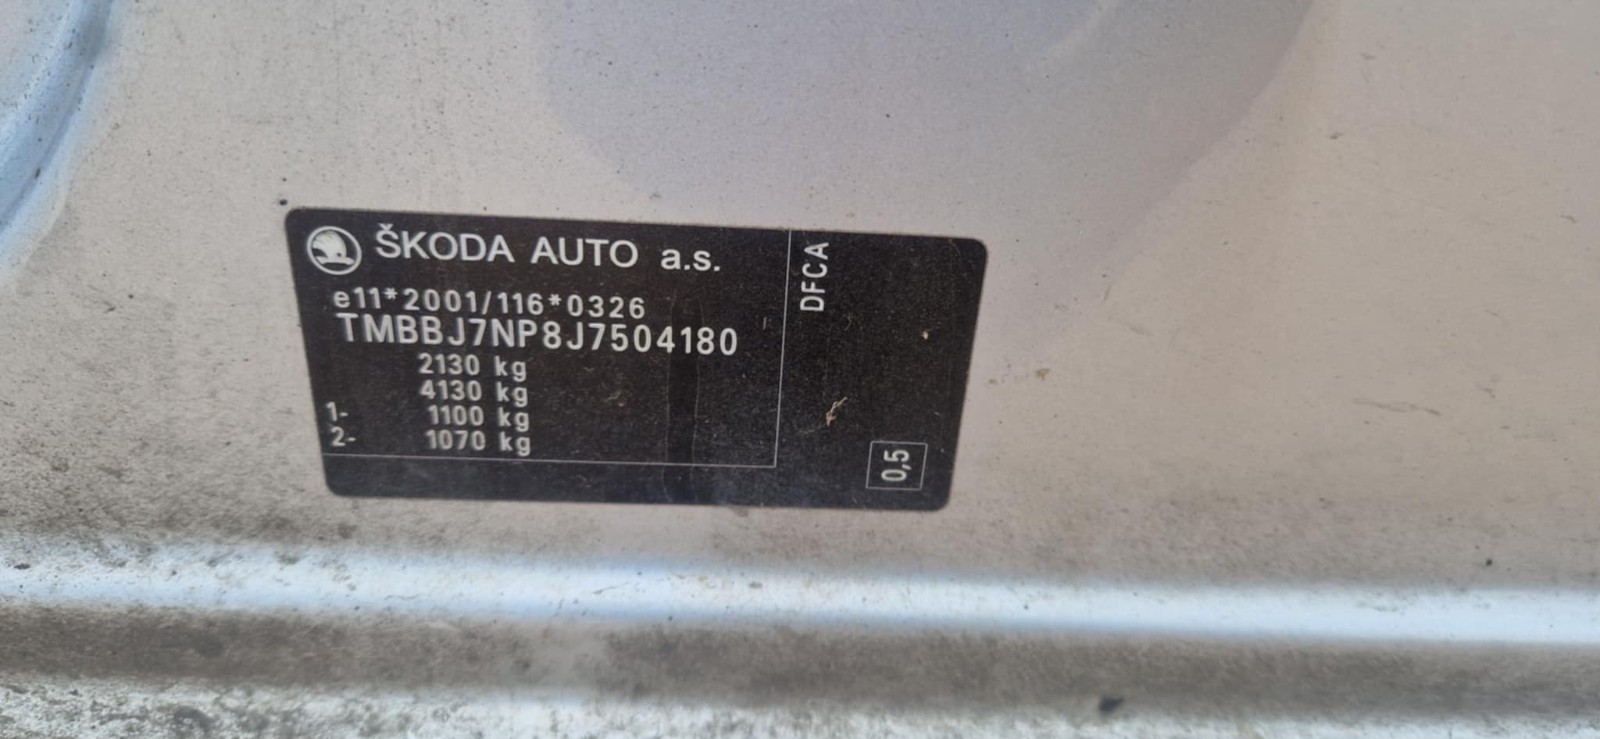 ŠKODA AUTO a.s.
e11*2001/116*0326
TMBBJ7NP8J7504180
2130 kg
4130 kg
1- 1100 kg
2- 1070 kg
DFCA
0,5